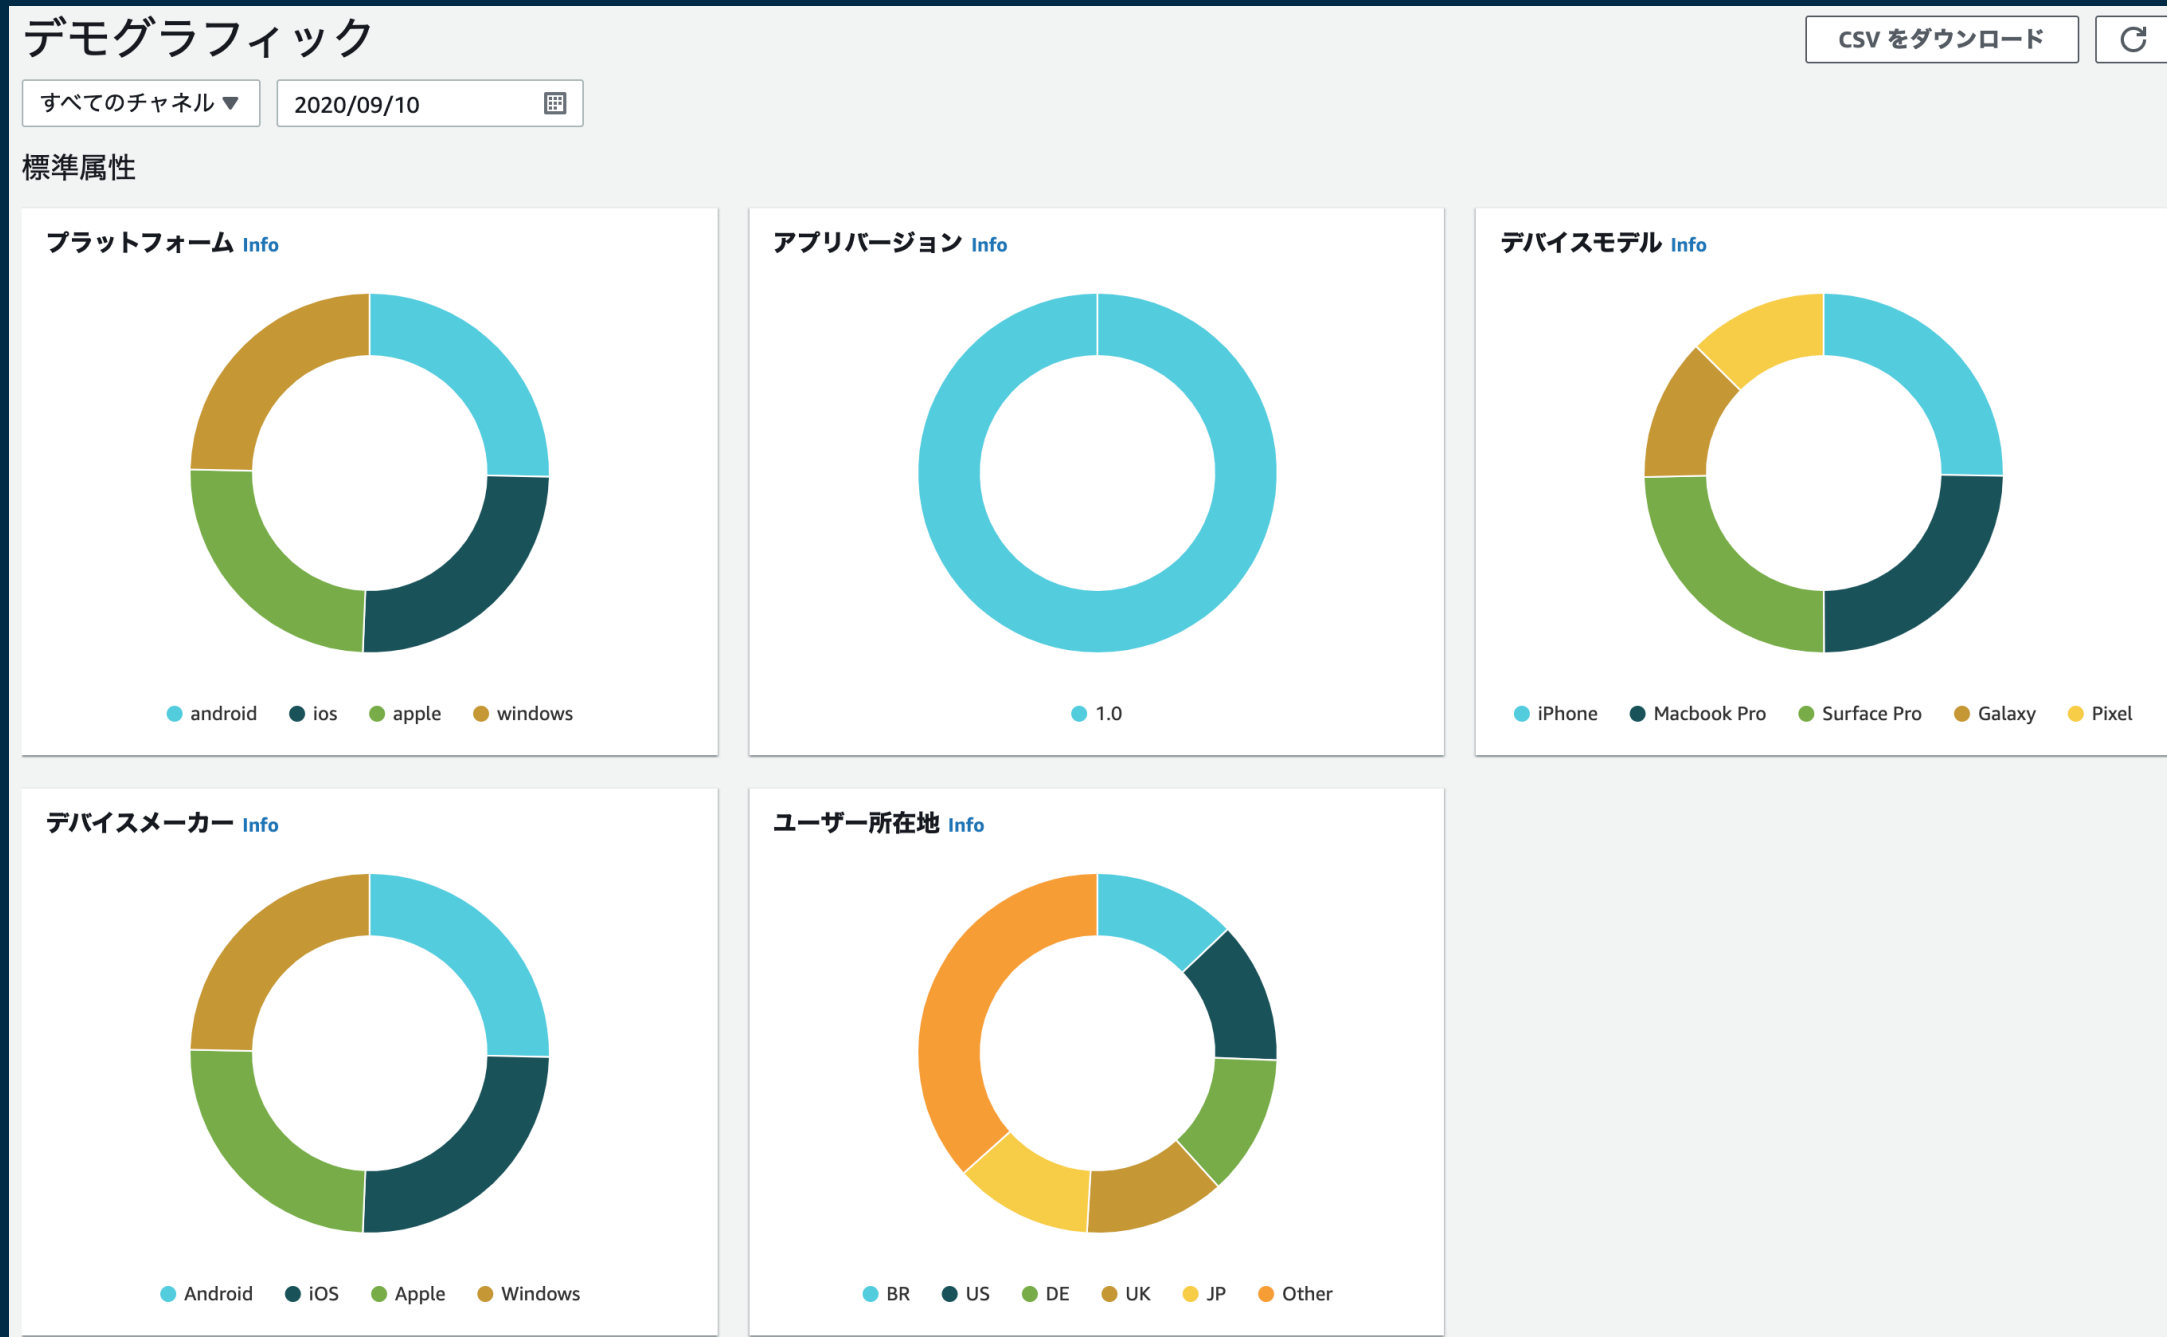 デモグラフィック
CSV をダウンロード
すべてのチャネル
2020/09/10
標準属性
プラットフォーム Info
android ios apple windows
アプリバージョン Info
1.0
デバイスモデル Info
iPhone Macbook Pro Surface Pro Galaxy Pixel
デバイスメーカー Info
Android iOS Apple Windows
ユーザー所在地 Info
BR US DE UK JP Other